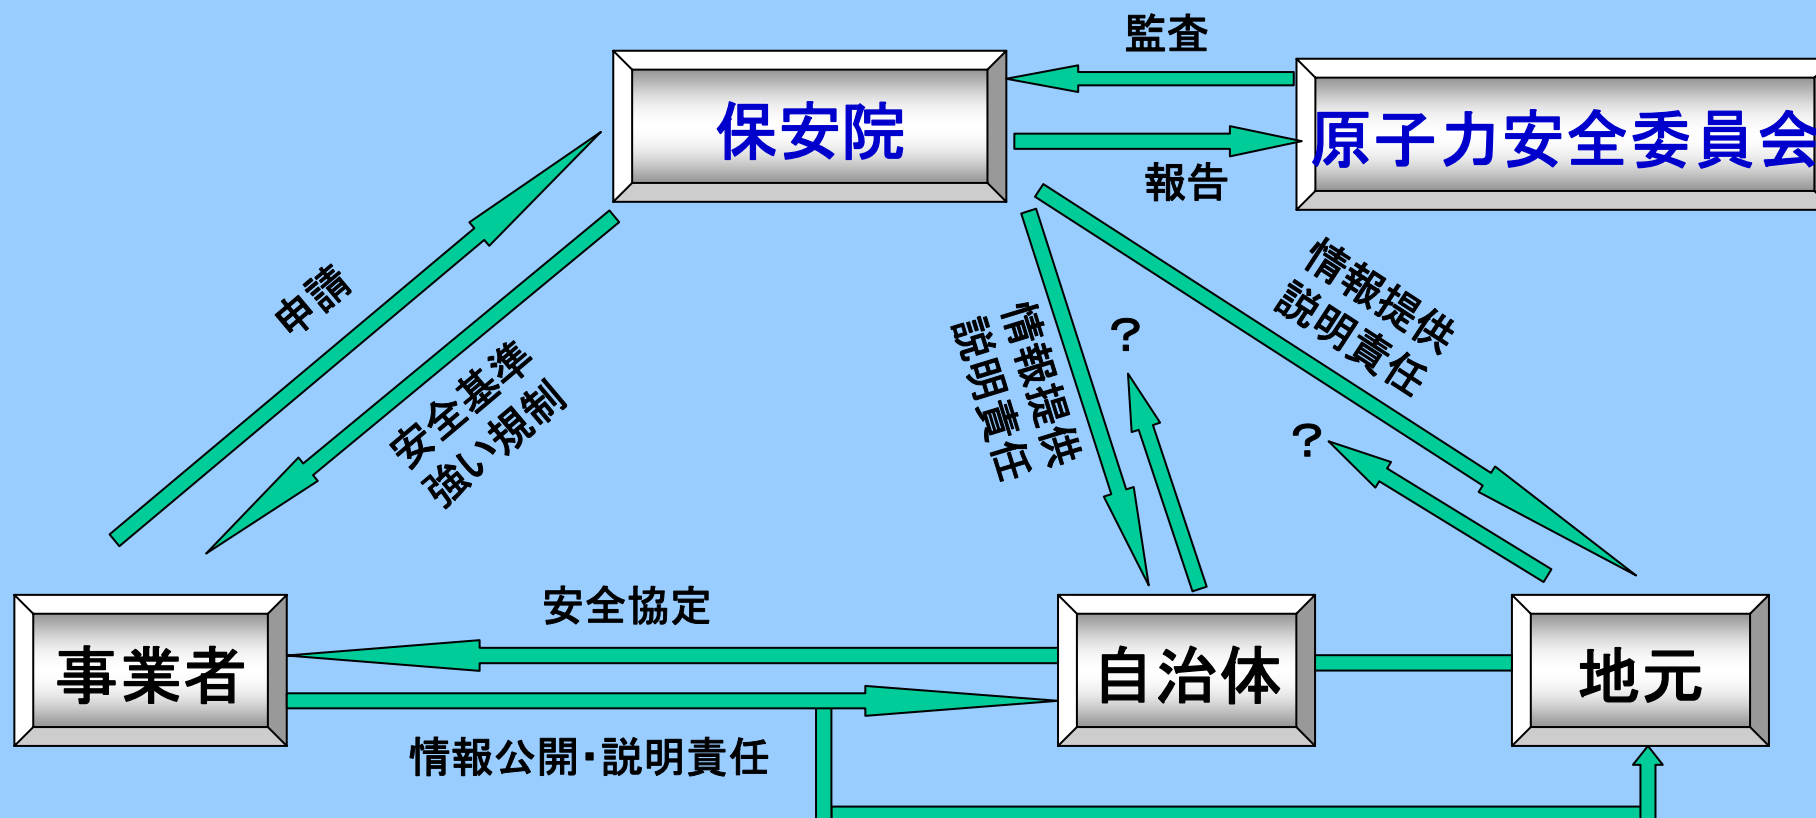 監査
保安院
原子力安全委員会
報告
申請
安全基準
強い規制
情報提供
説明責任
?
情報提供
説明責任
?
安全協定
事業者
自治体
地元
情報公開・説明責任